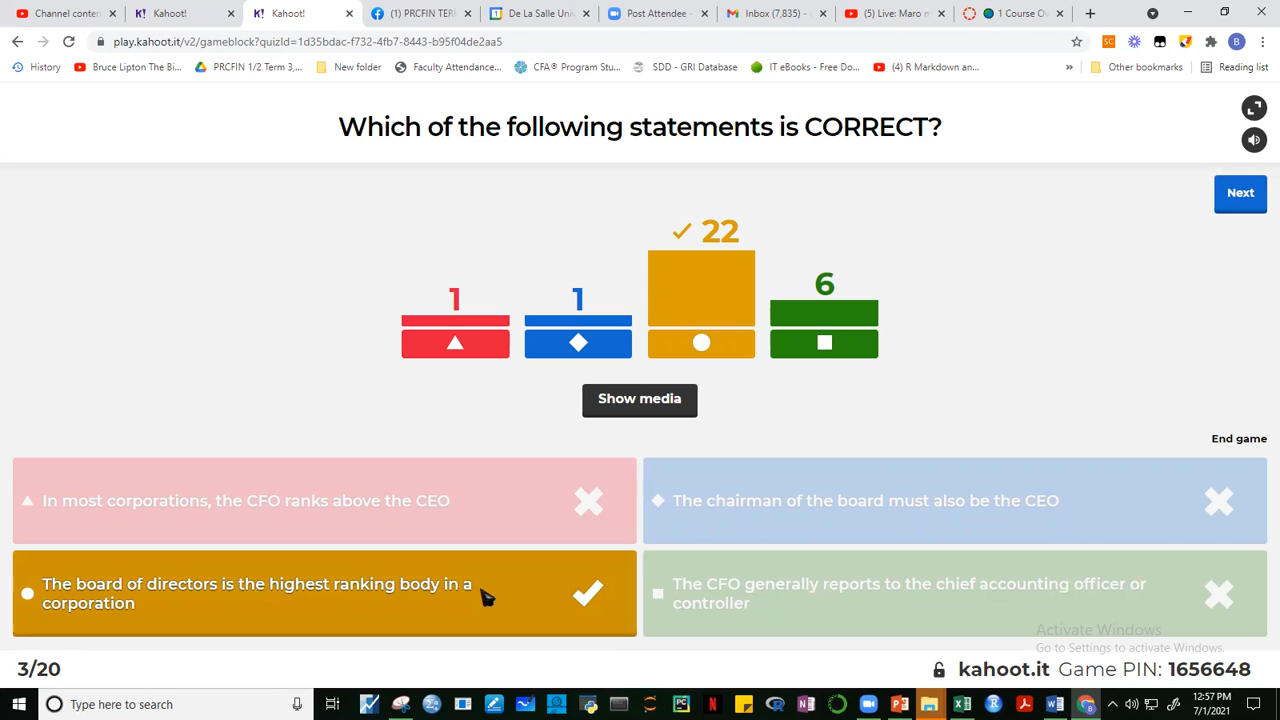 Channel conten
Kahoot!
Kahoot!
(1) PRCFIN TERM
De La Salle Univ
Post Attendee -
Inbox (7,835) -
(5) Live: Maro m
1 Course Ov
play.kahoot.it/v2/gameblock?quizId=1d35bdac-f732-4fb7-8443-b95f04de2aa5
History
Bruce Lipton The Bi...
PRCFIN 1/2 Term 3,...
New folder
Faculty Attendance...
CFA® Program Stu...
SDD - GRI Database
IT eBooks - Free Do...
(4) R Markdown an...
Other bookmarks
Reading list
Which of the following statements is CORRECT?
Next
1
1
22
6
Show media
End game
In most corporations, the CFO ranks above the CEO
The chairman of the board must also be the CEO
The board of directors is the highest ranking body in a
corporation
The CFO generally reports to the chief accounting officer or
controller
Activate Windows
Go to Settings to activate Windows.
3/20
kahoot.it Game PIN: 1656648
Type here to search
12:57 PM
7/1/2021